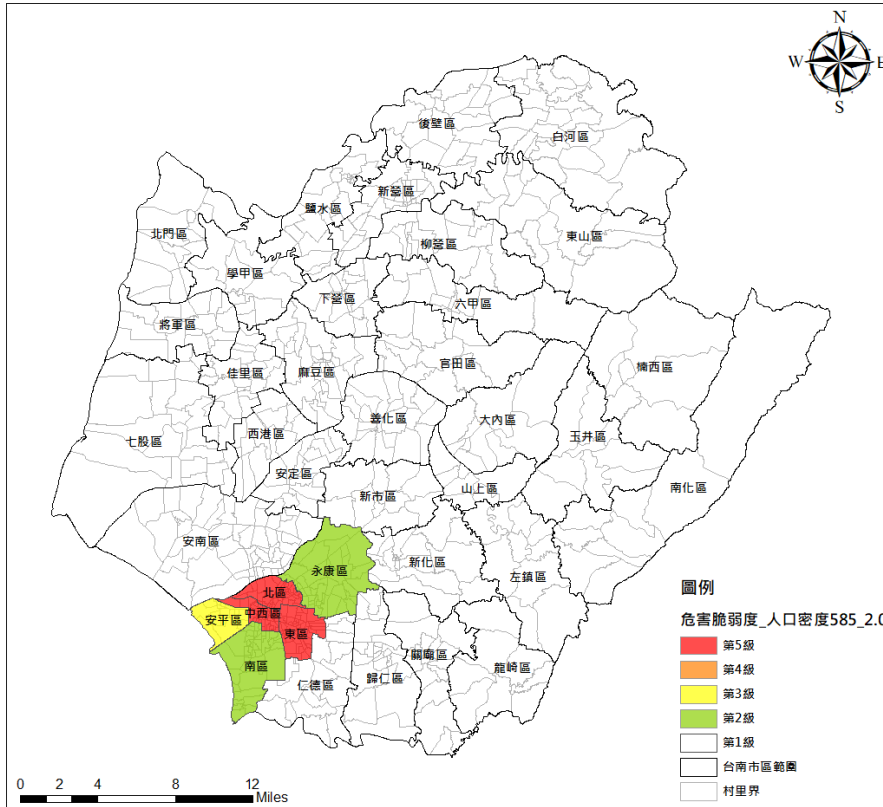 N
W
E
S
後壁區
白河區
新營區
鹽水區
北門區
東山區
柳營區
學甲區
下營區
六甲區
將軍區
官田區
楠西區
佳里區
麻豆區
善化區
大內區
七股區
西港區
玉井區
安定區
山上區
南化區
新市區
安南區
永康區
新化區
左鎮區
北區
安平區
中西區
東區
南區
關廟區
龍崎區
仁德區
歸仁區
圖例
危害脆弱度_人口密度585_2.0
第5級
第4級
第3級
第2級
第1級
台南市區範圍
村里界
0 2 4 8 12
Miles